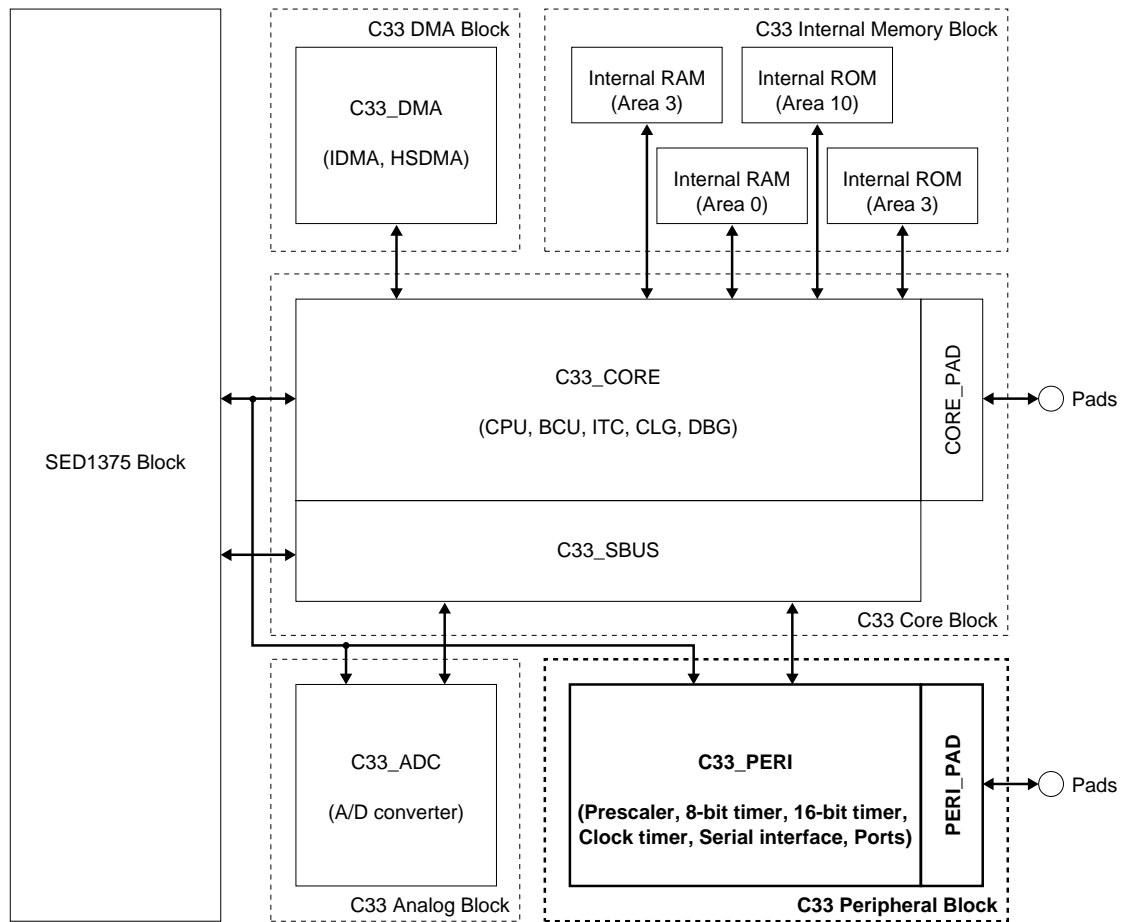 C33 DMA Block
C33 Internal Memory Block
C33_DMA
(IDMA, HSDMA)
Internal RAM
(Area 3)
Internal ROM
(Area 10)
Internal RAM
(Area 0)
Internal ROM
(Area 3)
SED1375 Block
C33_CORE
(CPU, BCU, ITC, CLG, DBG)
CORE_PAD
Pads
C33_SBUS
C33 Core Block
C33_ADC
(A/D converter)
C33 Analog Block
C33_PERI
(Prescaler, 8-bit timer, 16-bit timer,
Clock timer, Serial interface, Ports)
PERI_PAD
Pads
C33 Peripheral Block